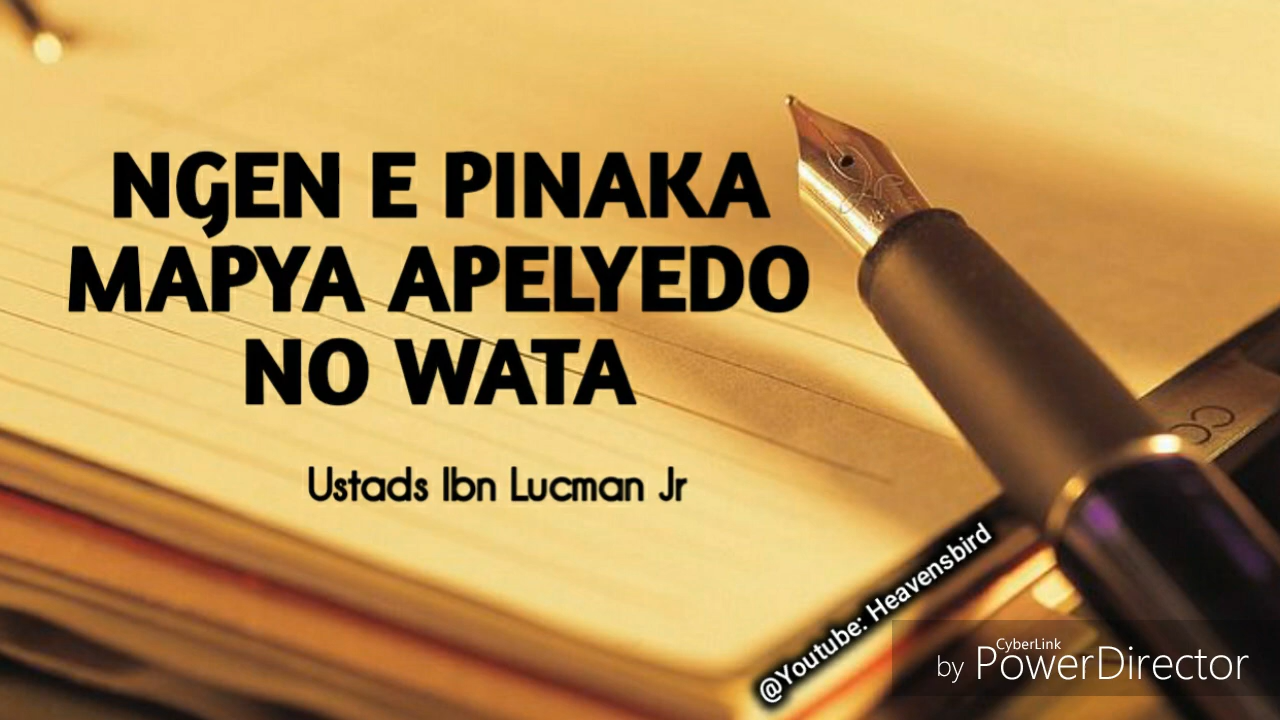 NGEN E PINAKA
MAPYA APELYEDO
NO WATA
Ustads Ibn Lucman Jr
@Youtube: Heavensbird
CyberLink
by PowerDirector